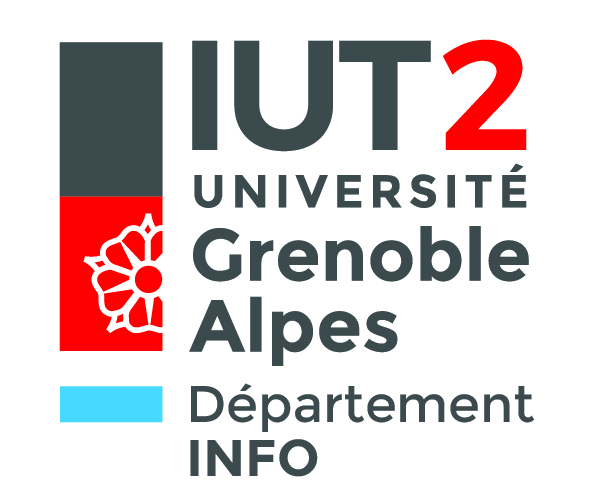 IUT2
UNIVERSITÉ
Grenoble
Alpes
Département
INFO